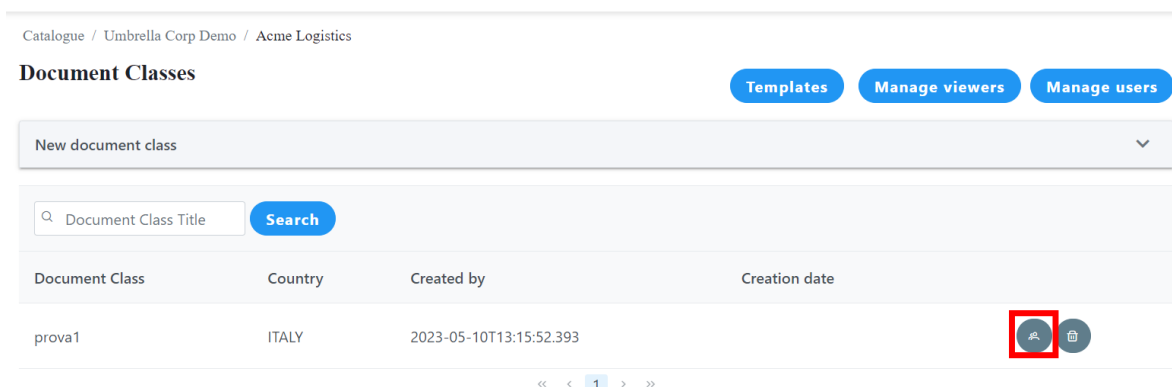 Catalogue / Umbrella Corp Demo / Acme Logistics
Document Classes
Templates Manage viewers Manage users
New document class
Document Class Title Search
Document Class Country Created by Creation date
prova1 ITALY 2023-05-10T13:15:52.393
« < 1 > »